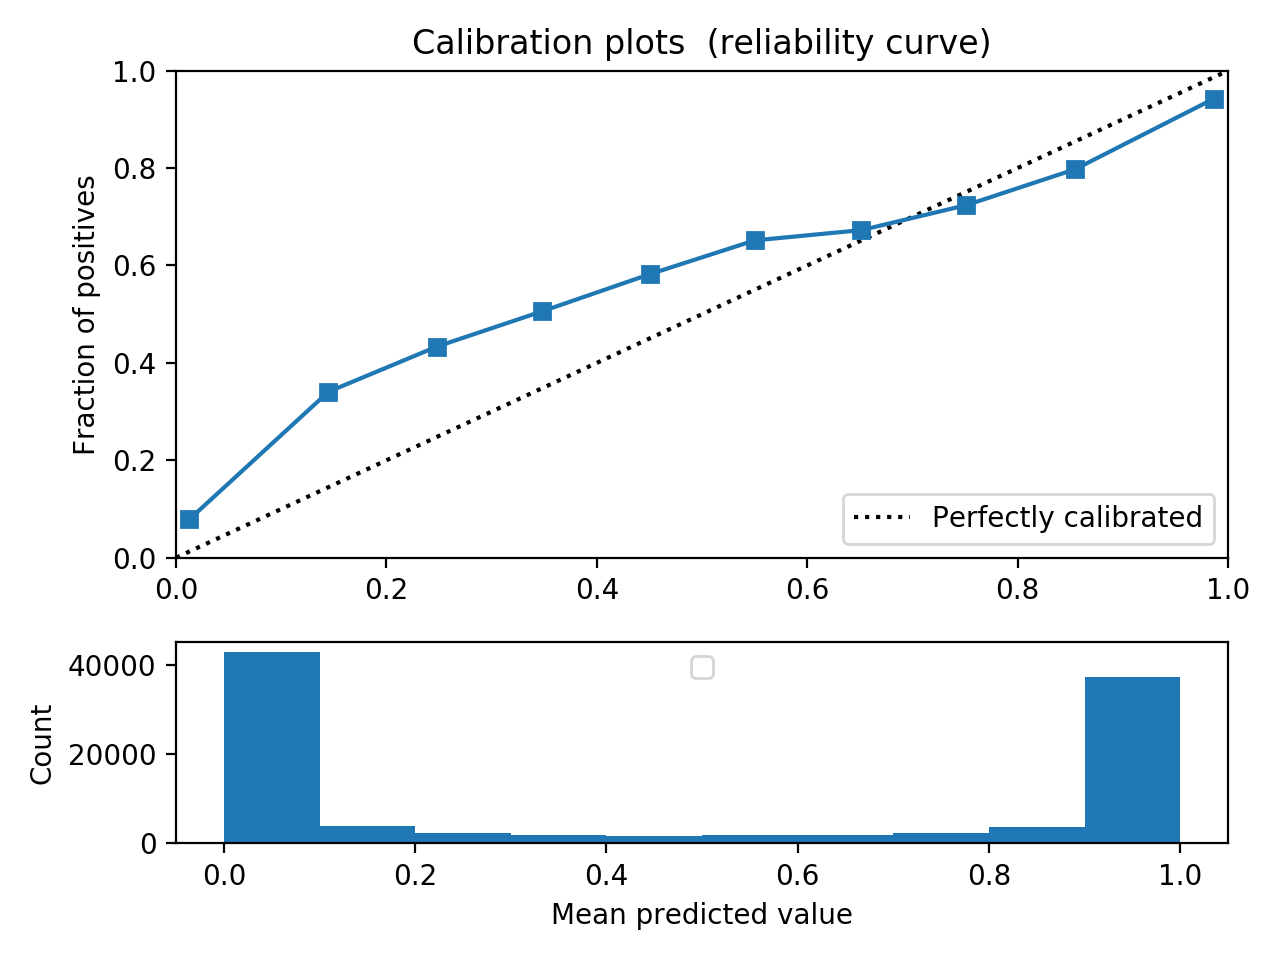 Calibration plots  (reliability curve)
1.0
0.8
0.6
0.4
0.2
0.0
Fraction of positives
Perfectly calibrated
0.0 0.2 0.4 0.6 0.8 1.0
40000
20000
0
Count
0.0 0.2 0.4 0.6 0.8 1.0
Mean predicted value